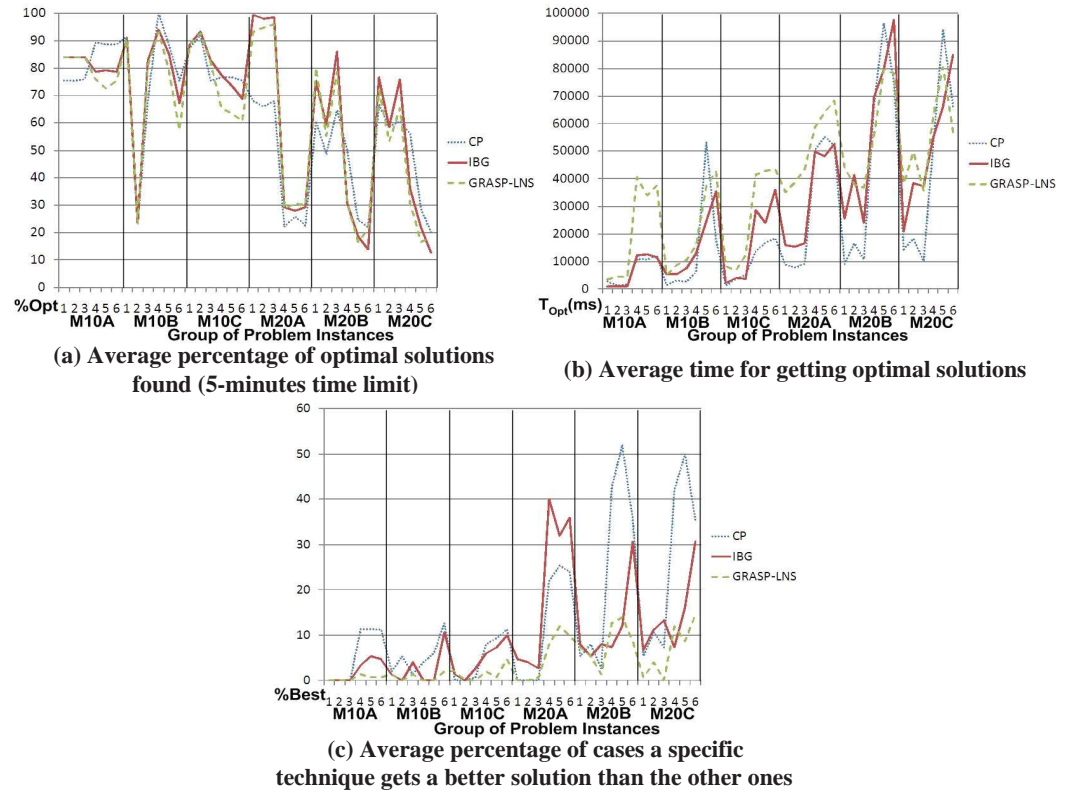 100
90
80
70
60
50
40
30
20
10
0
%Opt
1 2 3 4 5 6 1 2 3 4 5 6 1 2 3 4 5 6 1 2 3 4 5 6 1 2 3 4 5 6 1 2 3 4 5 6
M10A M10B M10C M20A M20B M20C
Group of Problem Instances
CP
IBG
GRASP-LNS
(a) Average percentage of optimal solutions
found (5-minutes time limit)
100000
90000
80000
70000
60000
50000
40000
30000
20000
10000
0
TOpt(ms)
1 2 3 4 5 6 1 2 3 4 5 6 1 2 3 4 5 6 1 2 3 4 5 6 1 2 3 4 5 6 1 2 3 4 5 6
M10A M10B M10C M20A M20B M20C
Group of Problem Instances
CP
IBG
GRASP-LNS
(b) Average time for getting optimal solutions
60
50
40
30
20
10
0
%Best
1 2 3 4 5 6 1 2 3 4 5 6 1 2 3 4 5 6 1 2 3 4 5 6 1 2 3 4 5 6 1 2 3 4 5 6
M10A M10B M10C M20A M20B M20C
Group of Problem Instances
CP
IBG
GRASP-LNS
(c) Average percentage of cases a specific
technique gets a better solution than the other ones